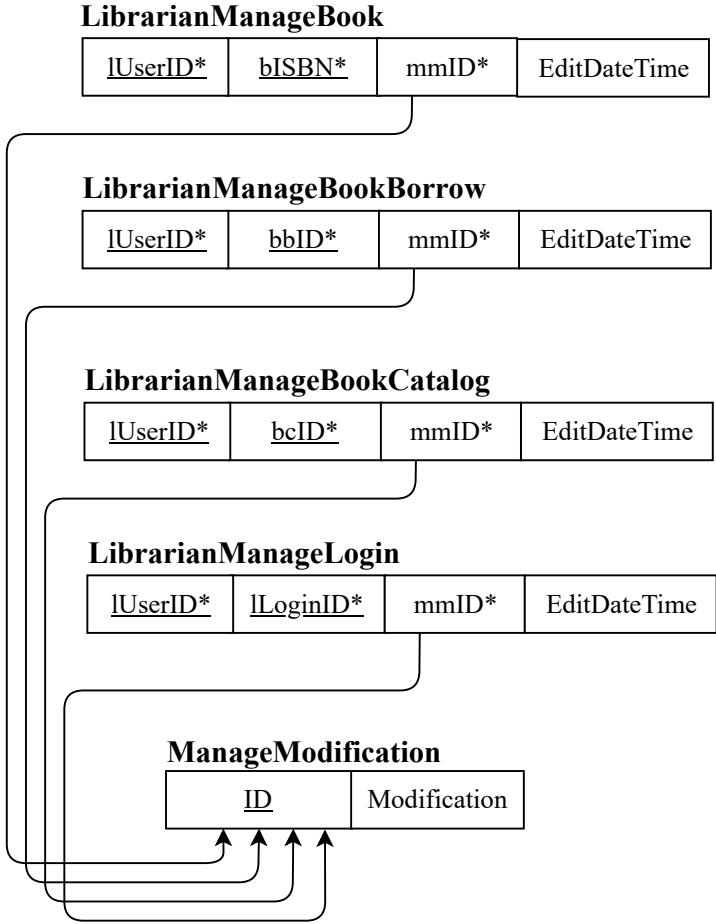 LibrarianManageBook
lUserID* bISBN* mmID* EditDateTime
LibrarianManageBookBorrow
lUserID* bbID* mmID* EditDateTime
LibrarianManageBookCatalog
lUserID* bcID* mmID* EditDateTime
LibrarianManageLogin
lUserID* lLoginID* mmID* EditDateTime
ManageModification
ID Modification